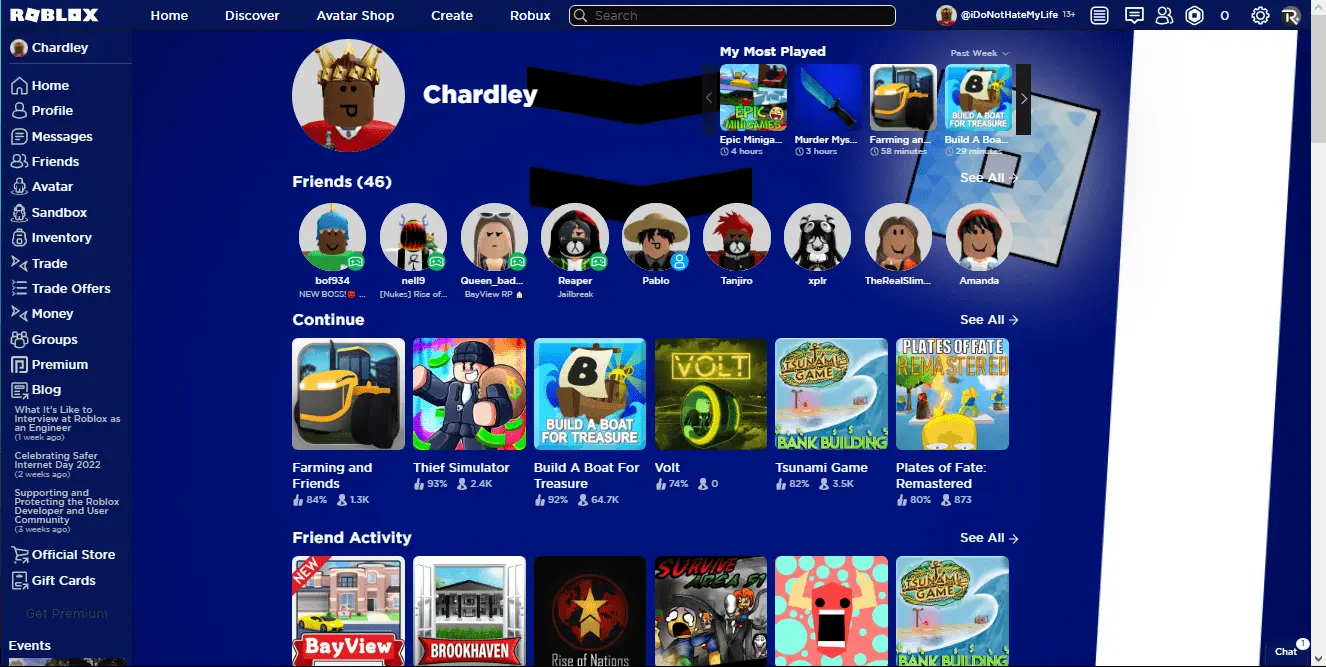 ROBLOX
Home
Discover
Avatar Shop
Create
Robux
Search
@iDoNotHateMyLife 13+
0
Chardley
Home
Profile
Messages
Friends
Avatar
Sandbox
Inventory
Trade
Trade Offers
Money
Groups
Premium
Blog
What It's Like to
Interview at Roblox as
an Engineer
(1 week ago)
Celebrating Safer
Internet Day 2022
(2 weeks ago)
Supporting and
Protecting the Roblox
Developer and User
Community
(3 weeks ago)
Official Store
Gift Cards
Get Premium
Events
Chardley
My Most Played
Past Week
EPIC
MINIGAMES
B
BUILD A BOAT
FOR TREASURE
Epic Miniga...
4 hours
Murder Mys...
3 hours
Farming an...
58 minutes
Build A Boa...
29 minutes
See All →
Friends (46)
bof934
NEW BOSS! ...
nell9
[Nukes] Rise of...
Queen_bad...
BayView RP
Reaper
Jailbreak
Pablo
Tanjiro
xplr
TheRealSlim...
Amanda
Continue
See All →
B
BUILD A BOAT
FOR TREASURE
VOLT
TSUNAMI
GAME
BANK BUILDING
PLATES OF FATE
REMASTERED
Farming and
Friends
84% 1.3K
Thief Simulator
93% 2.4K
Build A Boat For
Treasure
92% 64.7K
Volt
74% 0
Tsunami Game
82% 3.5K
Plates of Fate:
Remastered
80% 873
Friend Activity
See All →
NEW
BayView
BROOKHAVEN
Rise of Nations
SURVIVE
AREA 51
TSUNAMI
GAME
BANK BUILDING
Chat
1